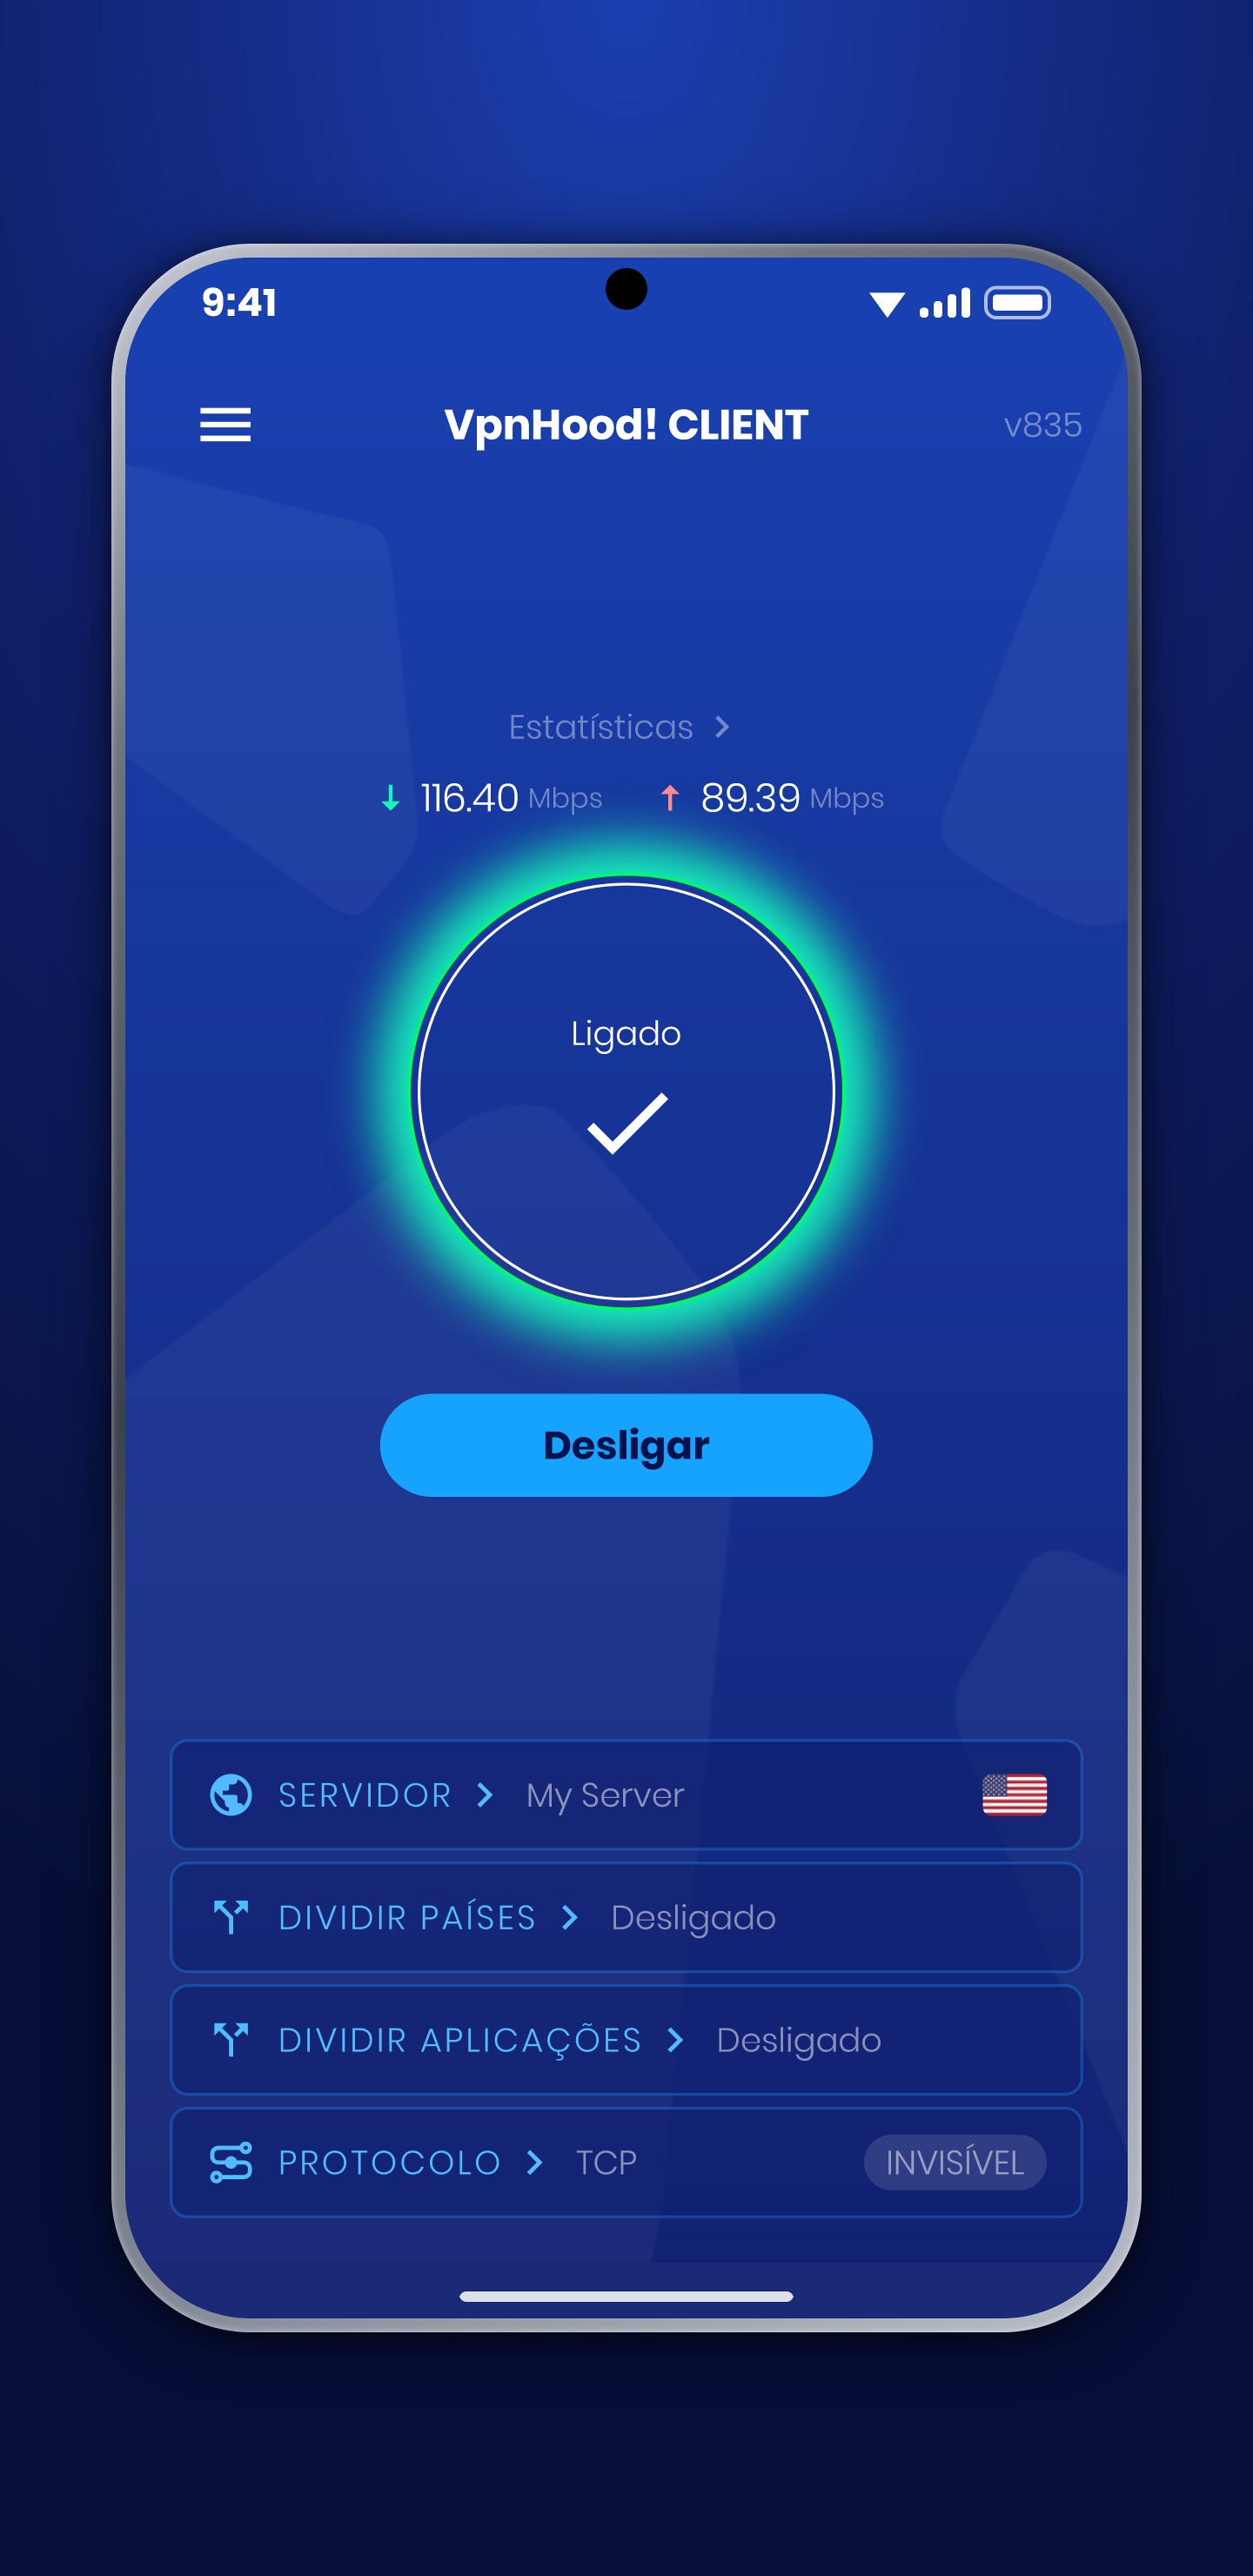 9:41
VpnHood! CLIENT v835
Estatísticas
116.40 Mbps 89.39 Mbps
Ligado
Desligar
SERVIDOR My Server
DIVIDIR PAÍSES Desligado
DIVIDIR APLICAÇÕES Desligado
PROTOCOLO TCP INVISÍVEL